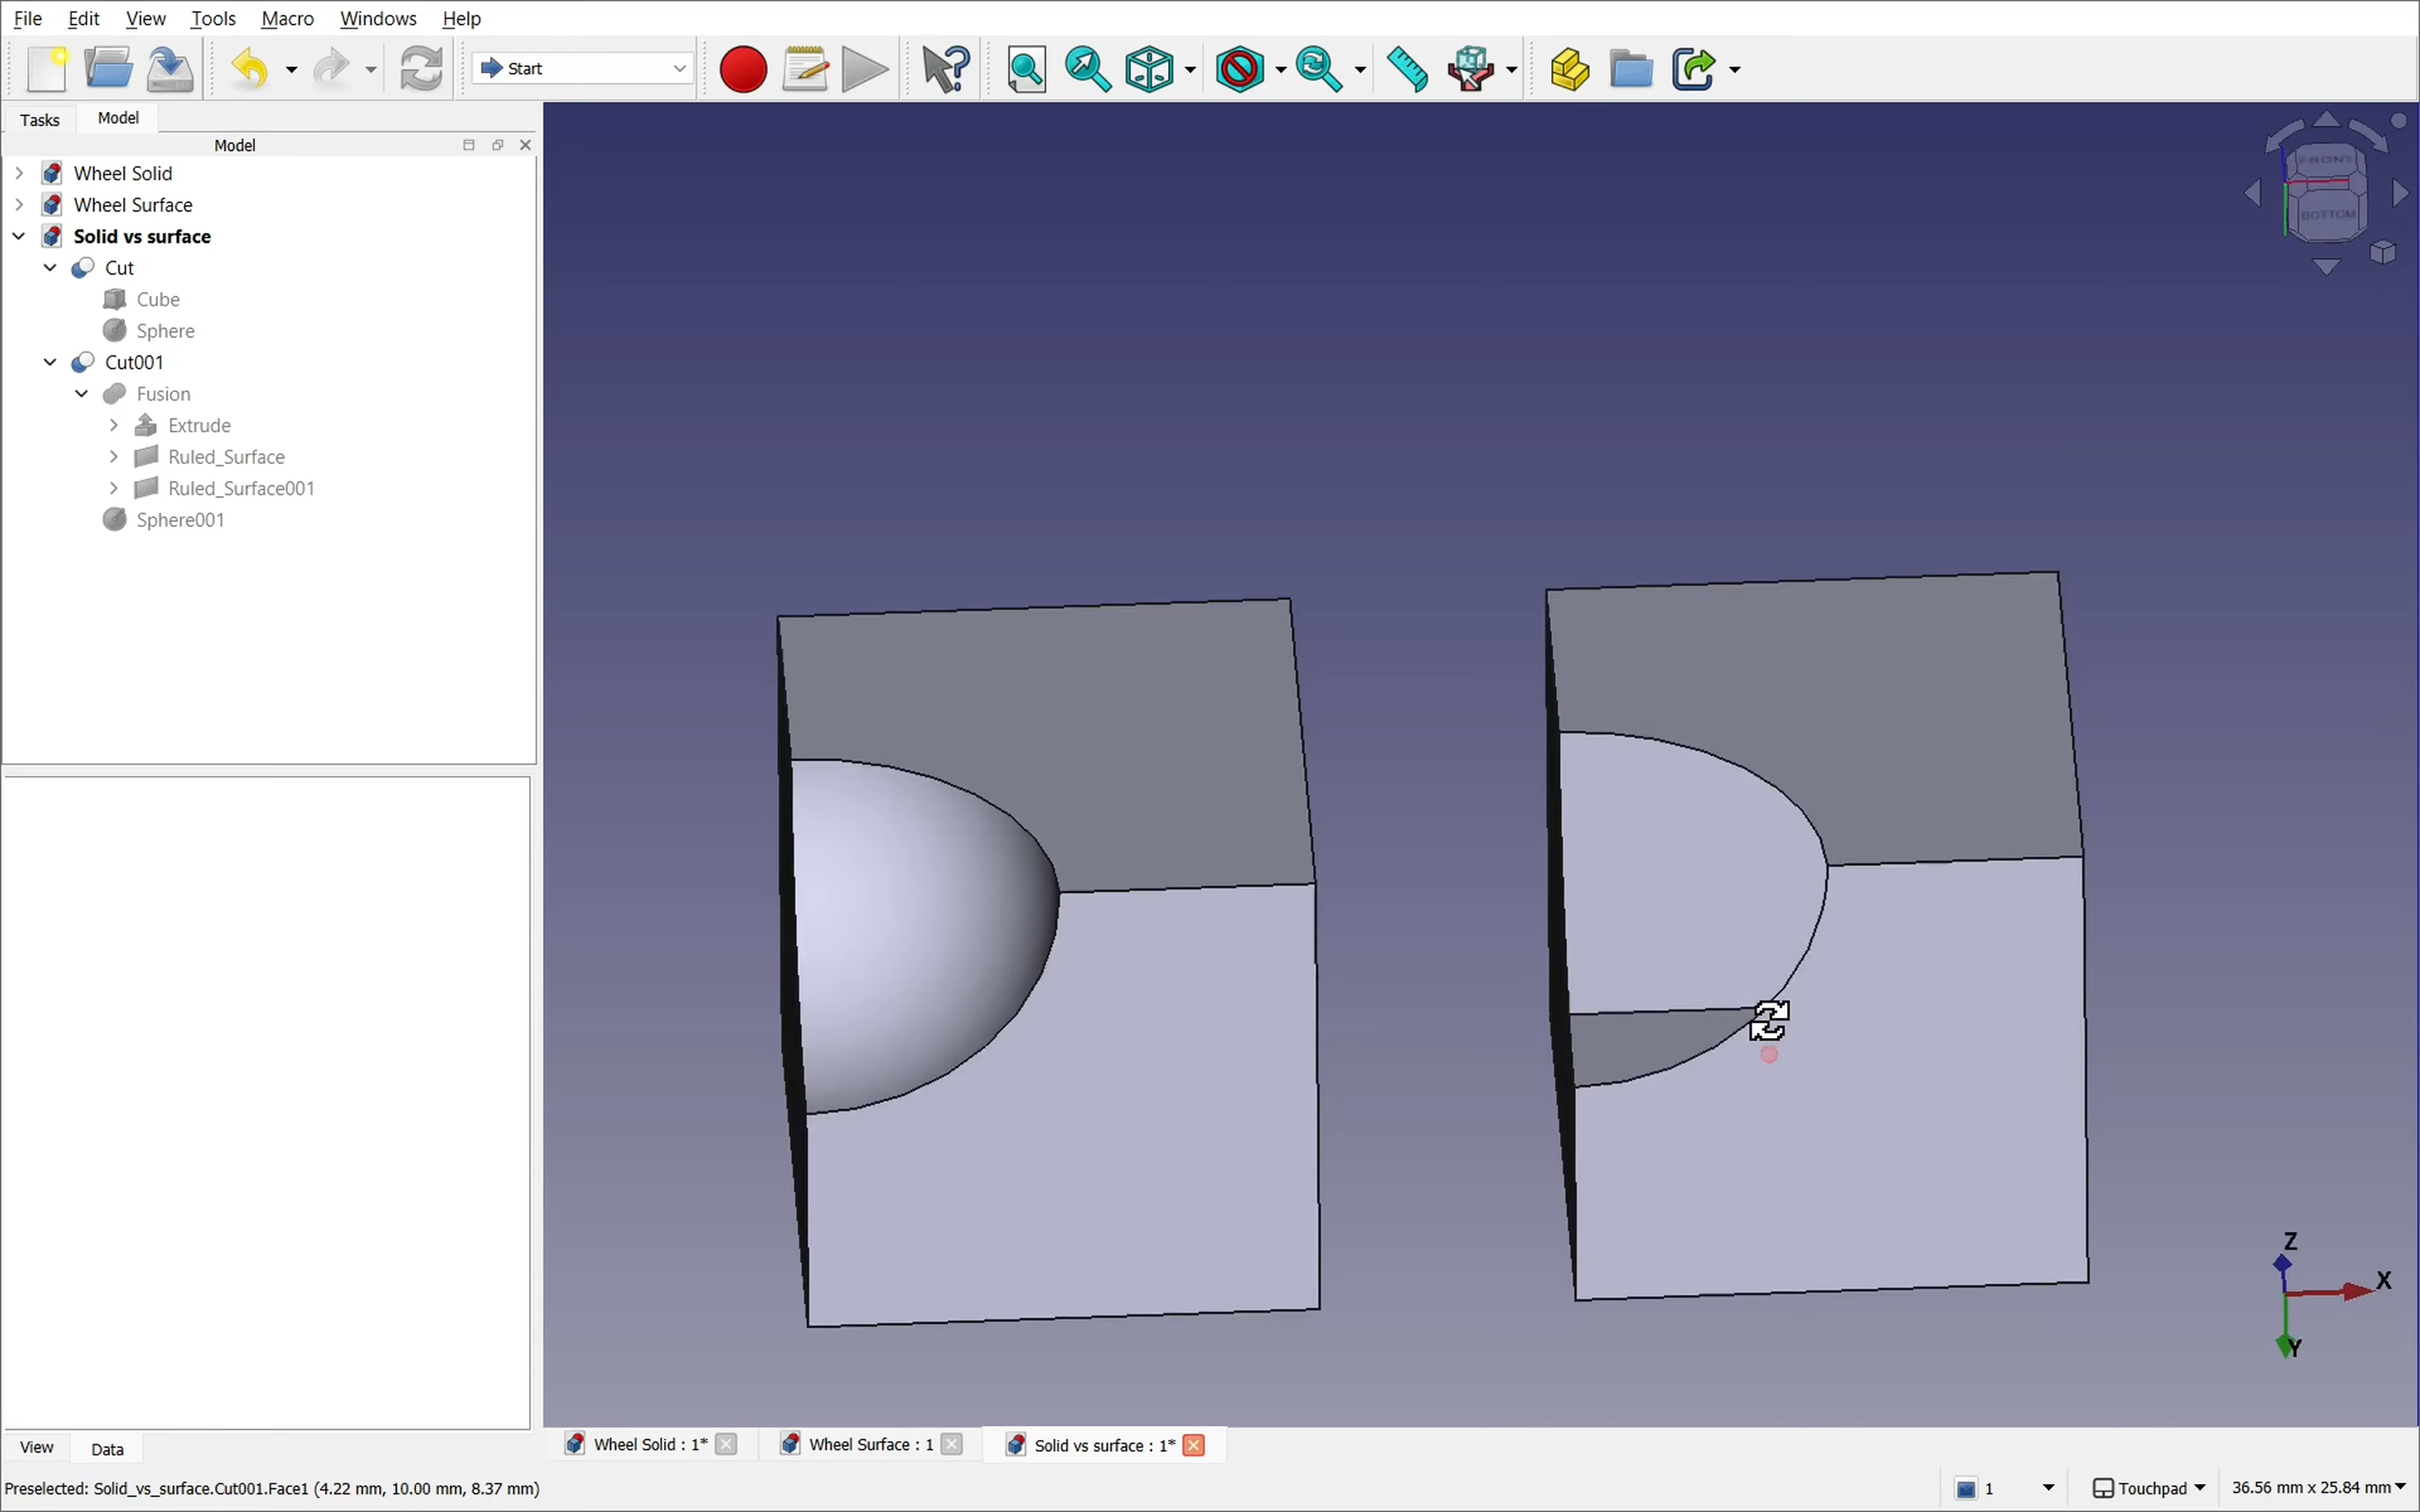 File Edit View Tools Macro Windows Help
Start
Tasks Model
Model
Wheel Solid
Wheel Surface
Solid vs surface
Cut
Cube
Sphere
Cut001
Fusion
Extrude
Ruled_Surface
Ruled_Surface001
Sphere001
FRONT
BOTTOM
Z
X
Y
View Data
Wheel Solid : 1* Wheel Surface : 1 Solid vs surface : 1*
Preselected: Solid_vs_surface.Cut001.Face1 (4.22 mm, 10.00 mm, 8.37 mm) 1 Touchpad 36.56 mm x 25.84 mm